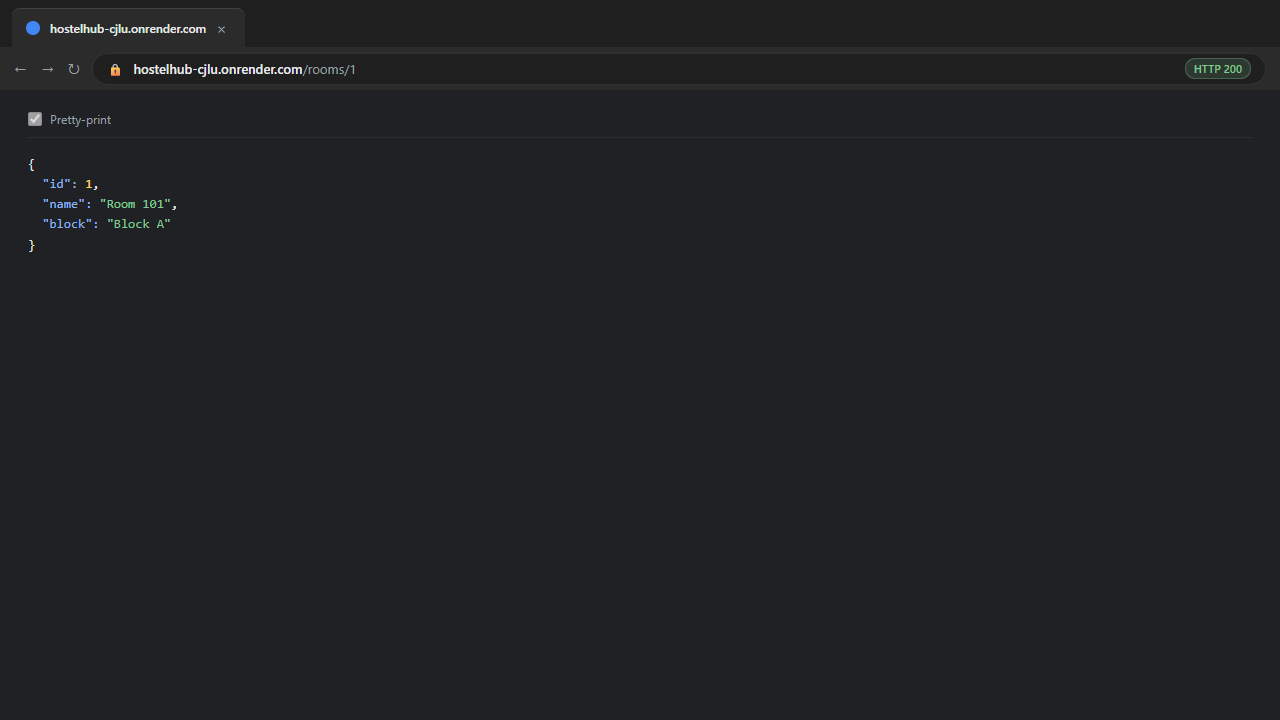 hostelhub-cjlu.onrender.com ×
← → ↻ hostelhub-cjlu.onrender.com/rooms/1 HTTP 200
Pretty-print
{
  "id": 1,
  "name": "Room 101",
  "block": "Block A"
}